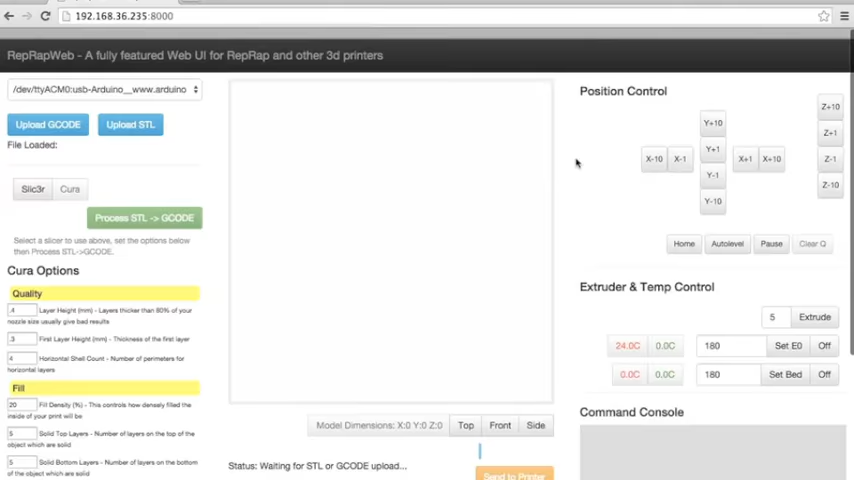 192.168.36.235:8000
RepRapWeb - A fully featured Web UI for RepRap and other 3d printers
/dev/ttyACM0:usb-Arduino__www.arduino
Upload GCODE
Upload STL
File Loaded:
Slic3r
Cura
Process STL -> GCODE
Select a slicer to use above, set the options below
then Process STL->GCODE.
Cura Options
Quality
.4
Layer Height (mm) - Layers thicker than 80% of your
nozzle size usually give bad results
.3
First Layer Height (mm) - Thickness of the first layer
4
Horizontal Shell Count - Number of perimeters for
horizontal layers
Fill
20
Fill Density (%) - This controls how densely filled the
inside of your print will be
5
Solid Top Layers - Number of layers on the top of the
object which are solid
5
Solid Bottom Layers - Number of layers on the bottom
of the object which are solid
Model Dimensions: X:0 Y:0 Z:0
Top
Front
Side
Status: Waiting for STL or GCODE upload...
Send to Printer
Position Control
Y+10
Y+1
X-10
X-1
X+1
X+10
Y-1
Y-10
Z+10
Z+1
Z-1
Z-10
Home
Autolevel
Pause
Clear Q
Extruder & Temp Control
5
Extrude
24.0C
0.0C
180
Set E0
Off
0.0C
0.0C
180
Set Bed
Off
Command Console